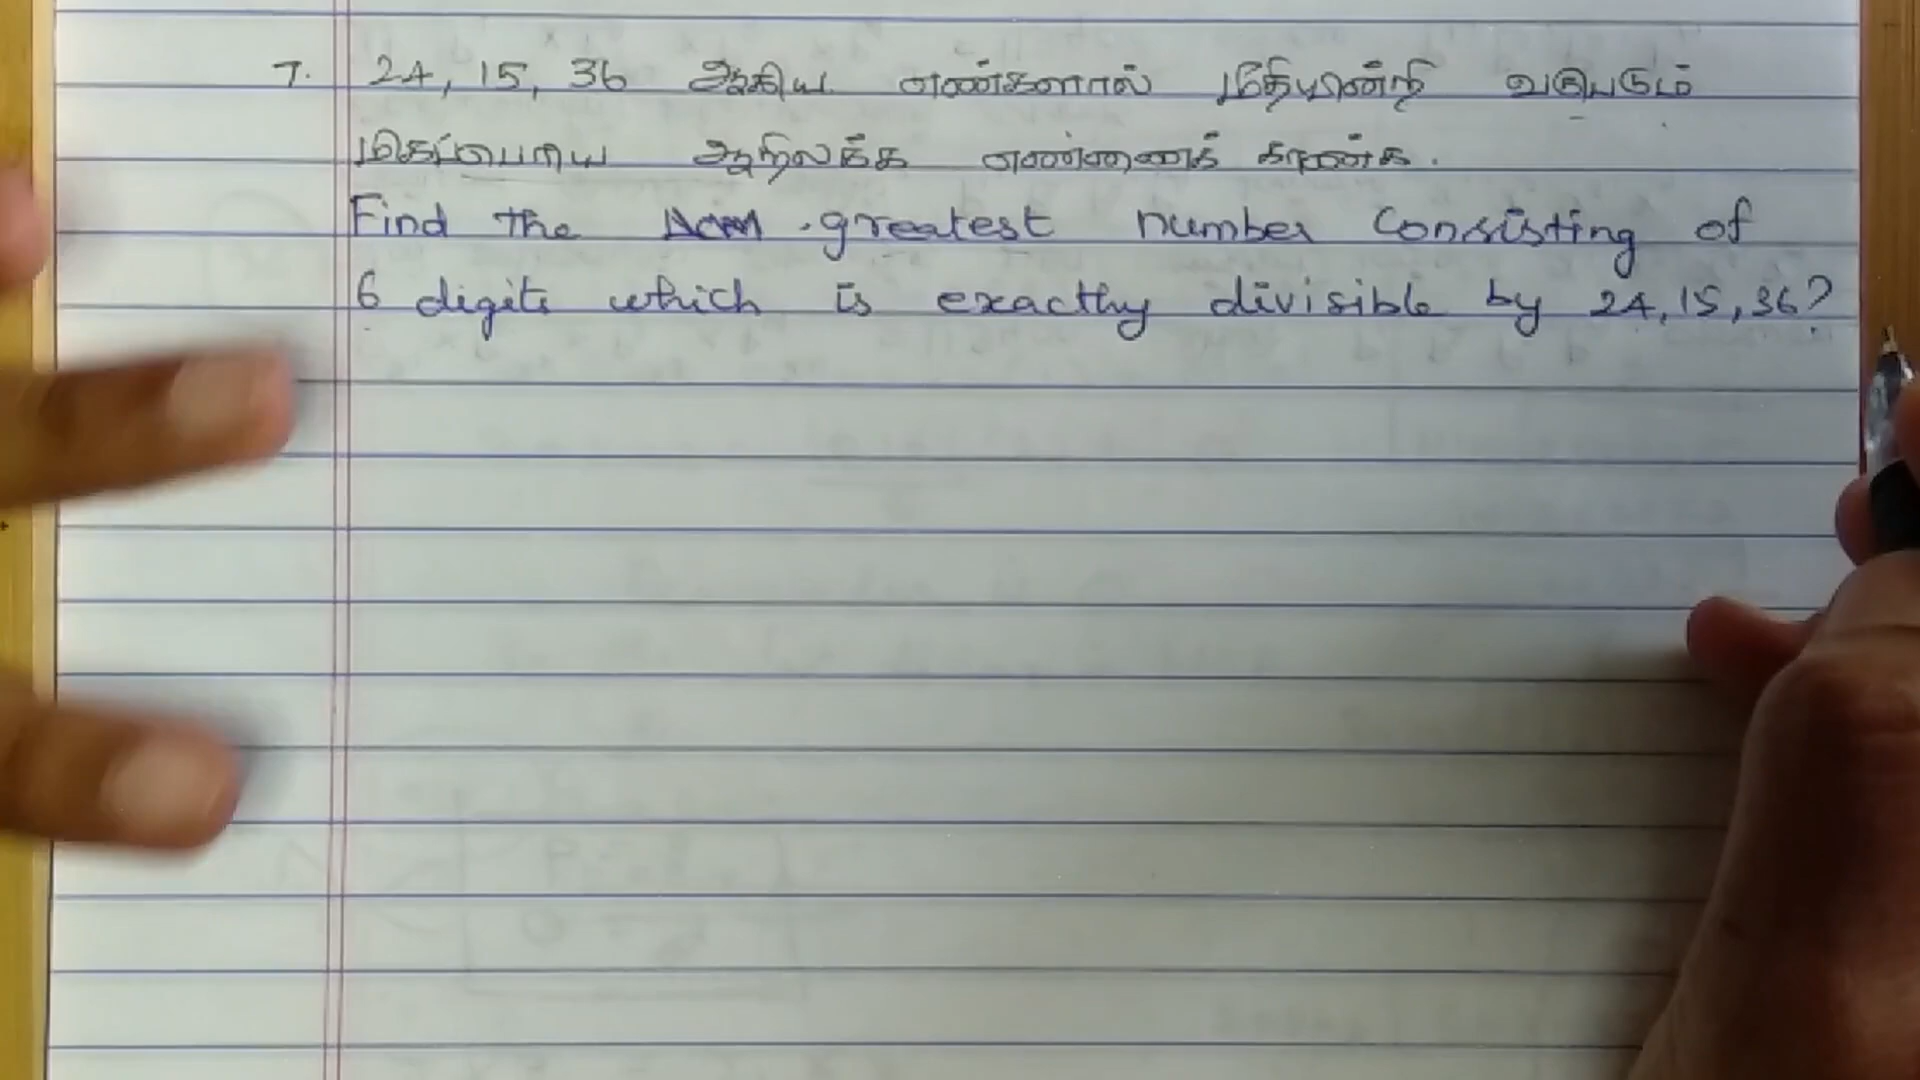 7. 24, 15, 36 ஆகிய எண்களால் மீதியின்றி வகுபடும்
மிகப்பெரிய ஆறிலக்க எண்ணைக் காண்க.
Find the greatest number consisting of
6 digits which is exactly divisible by 24, 15, 36?